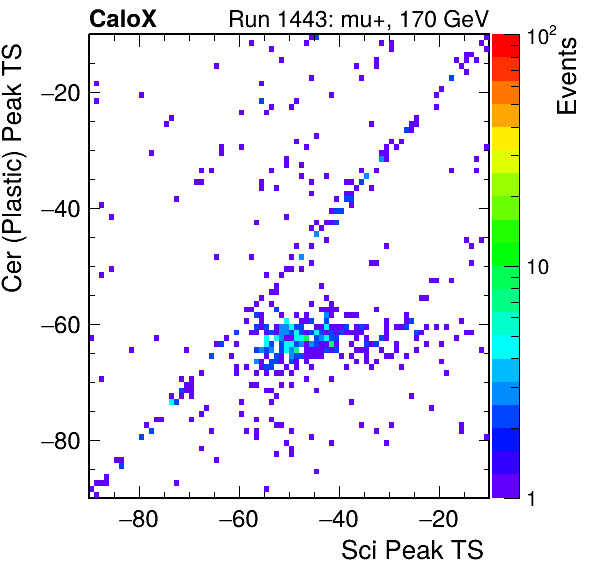 CaloX Run 1443: mu+, 170 GeV
Cer (Plastic) Peak TS
−20
−40
−60
−80
−80 −60 −40 −20
Sci Peak TS
10²
10
1
Events